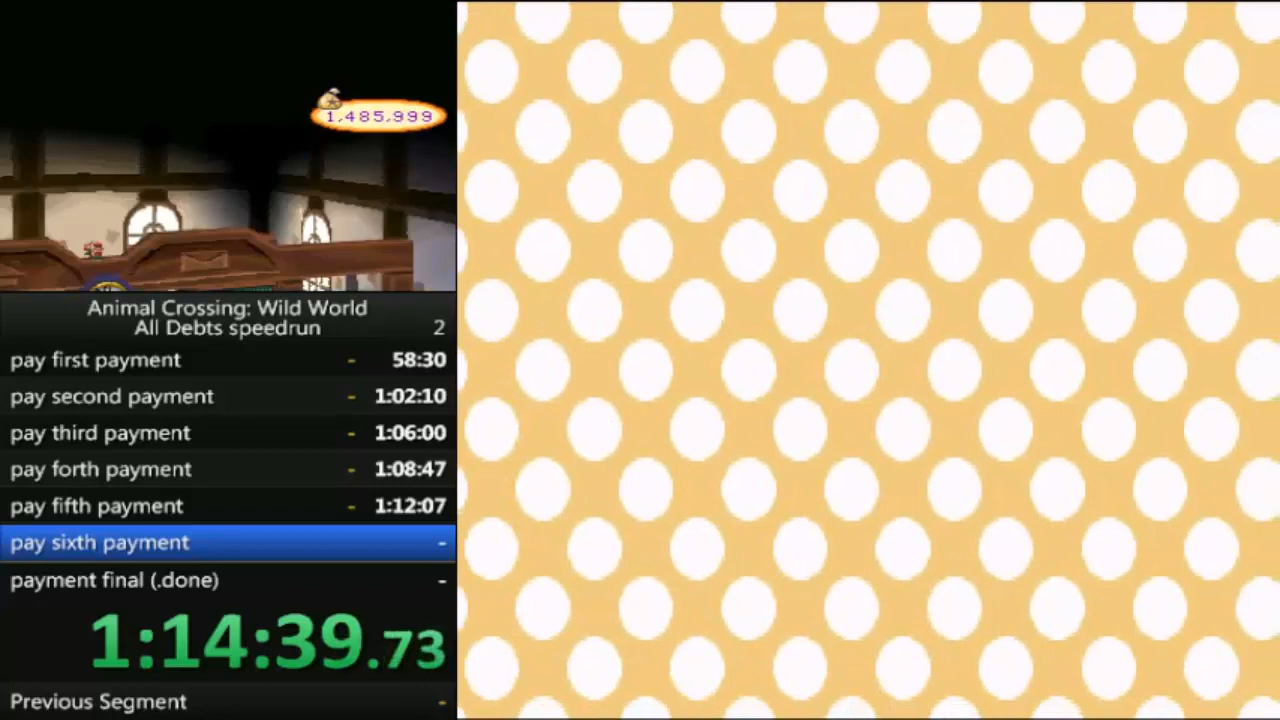 1,485,999
Animal Crossing: Wild World
All Debts speedrun 2
pay first payment - 58:30
pay second payment - 1:02:10
pay third payment - 1:06:00
pay forth payment - 1:08:47
pay fifth payment - 1:12:07
pay sixth payment -
payment final (.done) -
1:14:39.73
Previous Segment -